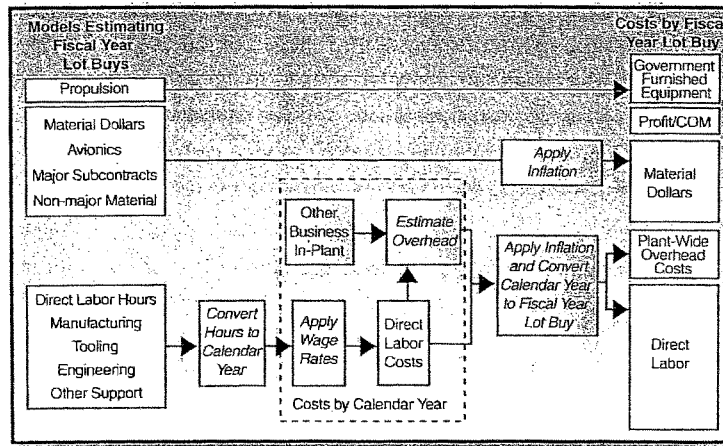 Models Estimating
Fiscal Year
Lot Buys
Costs by Fiscal
Year Lot Buy
Propulsion
Government
Furnished
Equipment
Profit/COM
Material Dollars
Avionics
Major Subcontracts
Non-major Material
Apply
Inflation
Material
Dollars
Other
Business
In-Plant
Estimate
Overhead
Apply Inflation
and Convert
Calendar Year
to Fiscal Year
Lot Buy
Plant-Wide
Overhead
Costs
Direct Labor Hours
Manufacturing
Tooling
Engineering
Other Support
Convert
Hours to
Calendar
Year
Apply
Wage
Rates
Direct
Labor
Costs
Direct
Labor
Costs by Calendar Year